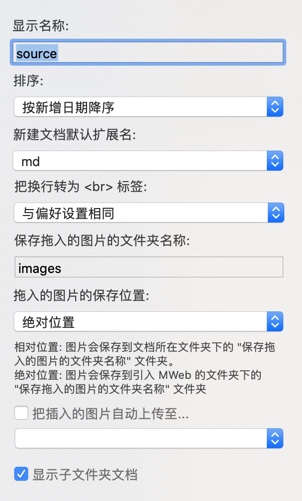 显示名称:
source
排序:
按新增日期降序
新建文档默认扩展名:
md
把换行转为 <br> 标签:
与偏好设置相同
保存拖入的图片的文件夹名称:
images
拖入的图片的保存位置:
绝对位置
相对位置: 图片会保存到文档所在文件夹下的 "保存拖
入的图片的文件夹名称" 文件夹。
绝对位置: 图片会保存到引入 MWeb 的文件夹下的
"保存拖入的图片的文件夹名称" 文件夹
把插入的图片自动上传至...
显示子文件夹文档